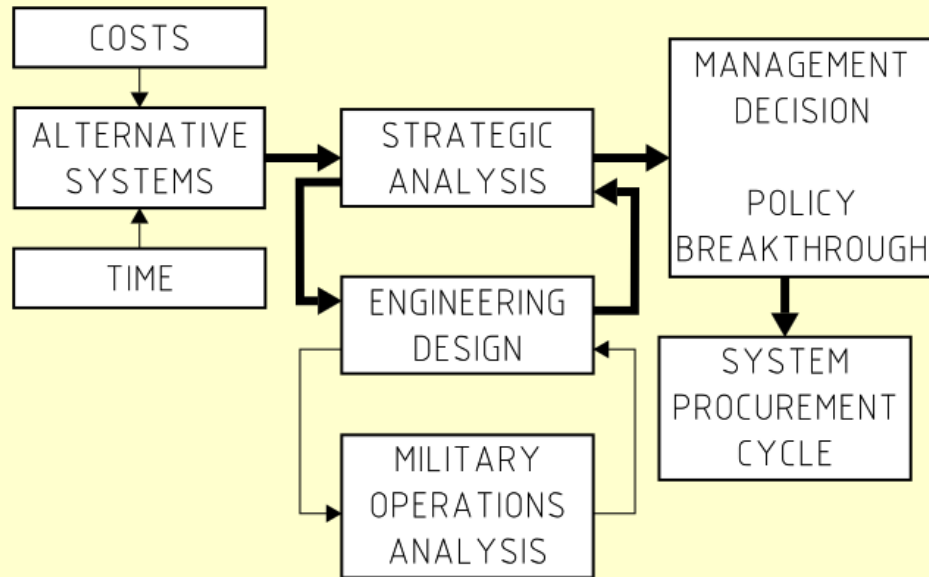 COSTS
ALTERNATIVE
SYSTEMS
TIME
STRATEGIC
ANALYSIS
ENGINEERING
DESIGN
MILITARY
OPERATIONS
ANALYSIS
MANAGEMENT
DECISION
POLICY
BREAKTHROUGH
SYSTEM
PROCUREMENT
CYCLE